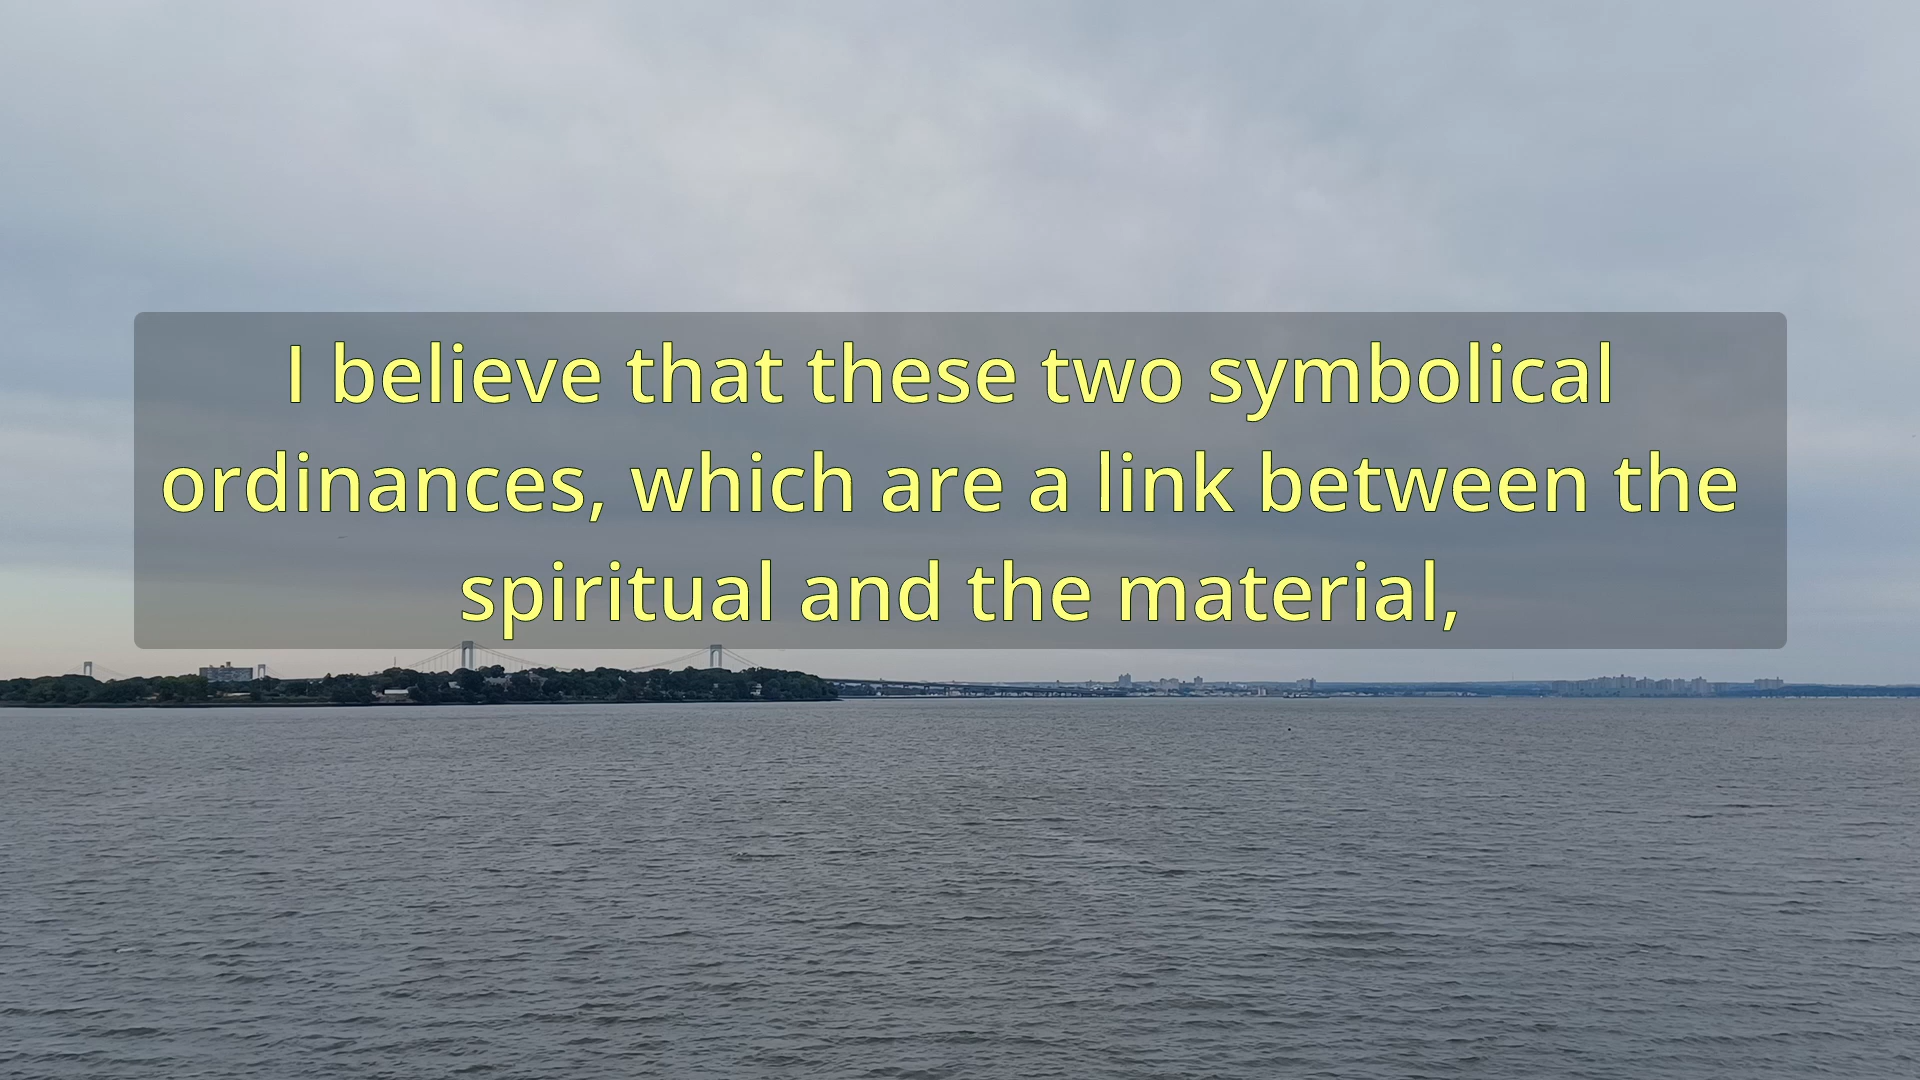 I believe that these two symbolical
ordinances, which are a link between the
spiritual and the material,